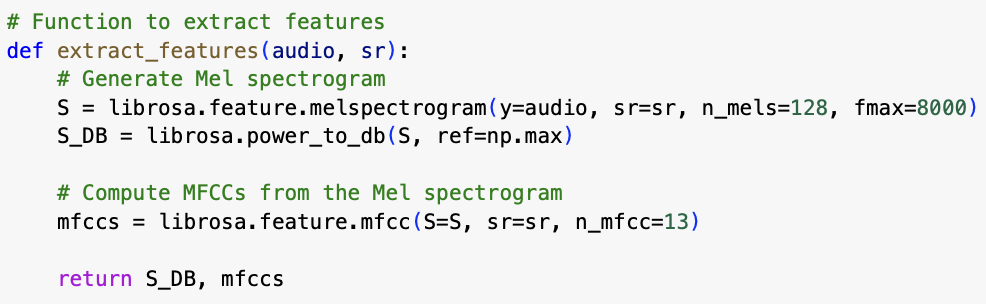 # Function to extract features
def extract_features(audio, sr):
    # Generate Mel spectrogram
    S = librosa.feature.melspectrogram(y=audio, sr=sr, n_mels=128, fmax=8000)
    S_DB = librosa.power_to_db(S, ref=np.max)

    # Compute MFCCs from the Mel spectrogram
    mfccs = librosa.feature.mfcc(S=S, sr=sr, n_mfcc=13)

    return S_DB, mfccs